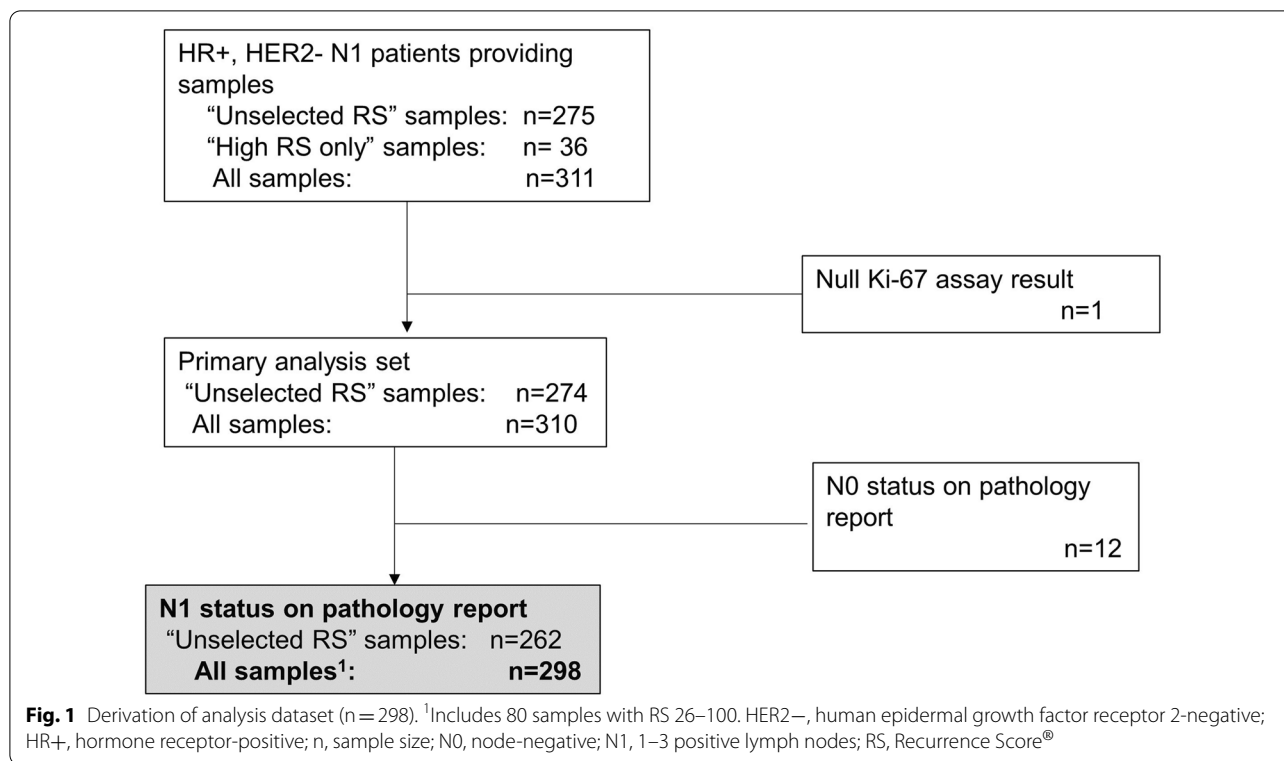 HR+, HER2- N1 patients providing
samples
“Unselected RS” samples: n=275
“High RS only” samples: n= 36
All samples: n=311
Null Ki-67 assay result
n=1
Primary analysis set
“Unselected RS” samples: n=274
All samples: n=310
N0 status on pathology
report
n=12
N1 status on pathology report
“Unselected RS” samples: n=262
All samples¹: n=298
Fig. 1 Derivation of analysis dataset (n = 298). ¹Includes 80 samples with RS 26–100. HER2−, human epidermal growth factor receptor 2-negative;
HR+, hormone receptor-positive; n, sample size; N0, node-negative; N1, 1–3 positive lymph nodes; RS, Recurrence Score®